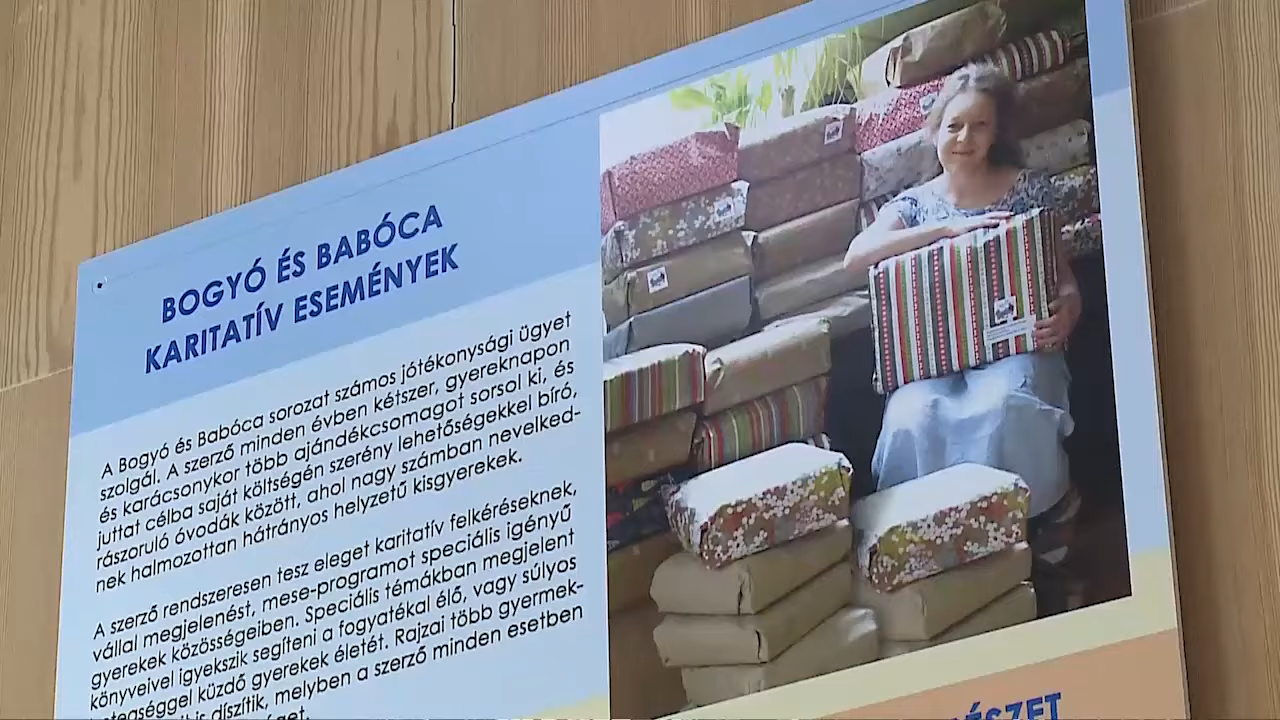 BOGYÓ ÉS BABÓCA
KARITATÍV ESEMÉNYEK
A Bogyó és Babóca sorozat számos jótékonysági ügyet
szolgál. A szerző minden évben kétszer, gyereknapon
és karácsonykor több ajándékcsomagot sorsol ki, és
juttat célba saját költségén szerény lehetőségekkel bíró,
rászoruló óvodák között, ahol nagy számban nevelked-
nek halmozottan hátrányos helyzetű kisgyerekek.
A szerző rendszeresen tesz eleget karitatív felkéréseknek,
vállal megjelenést, mese-programot speciális igényű
gyerekek közösségeiben. Speciális témákban megjelent
könyveivel igyekszik segíteni a fogyatékal élő, vagy súlyos
betegséggel küzdő gyerekek életét. Rajzai több gyermek-
is díszítik, melyben a szerző minden esetben